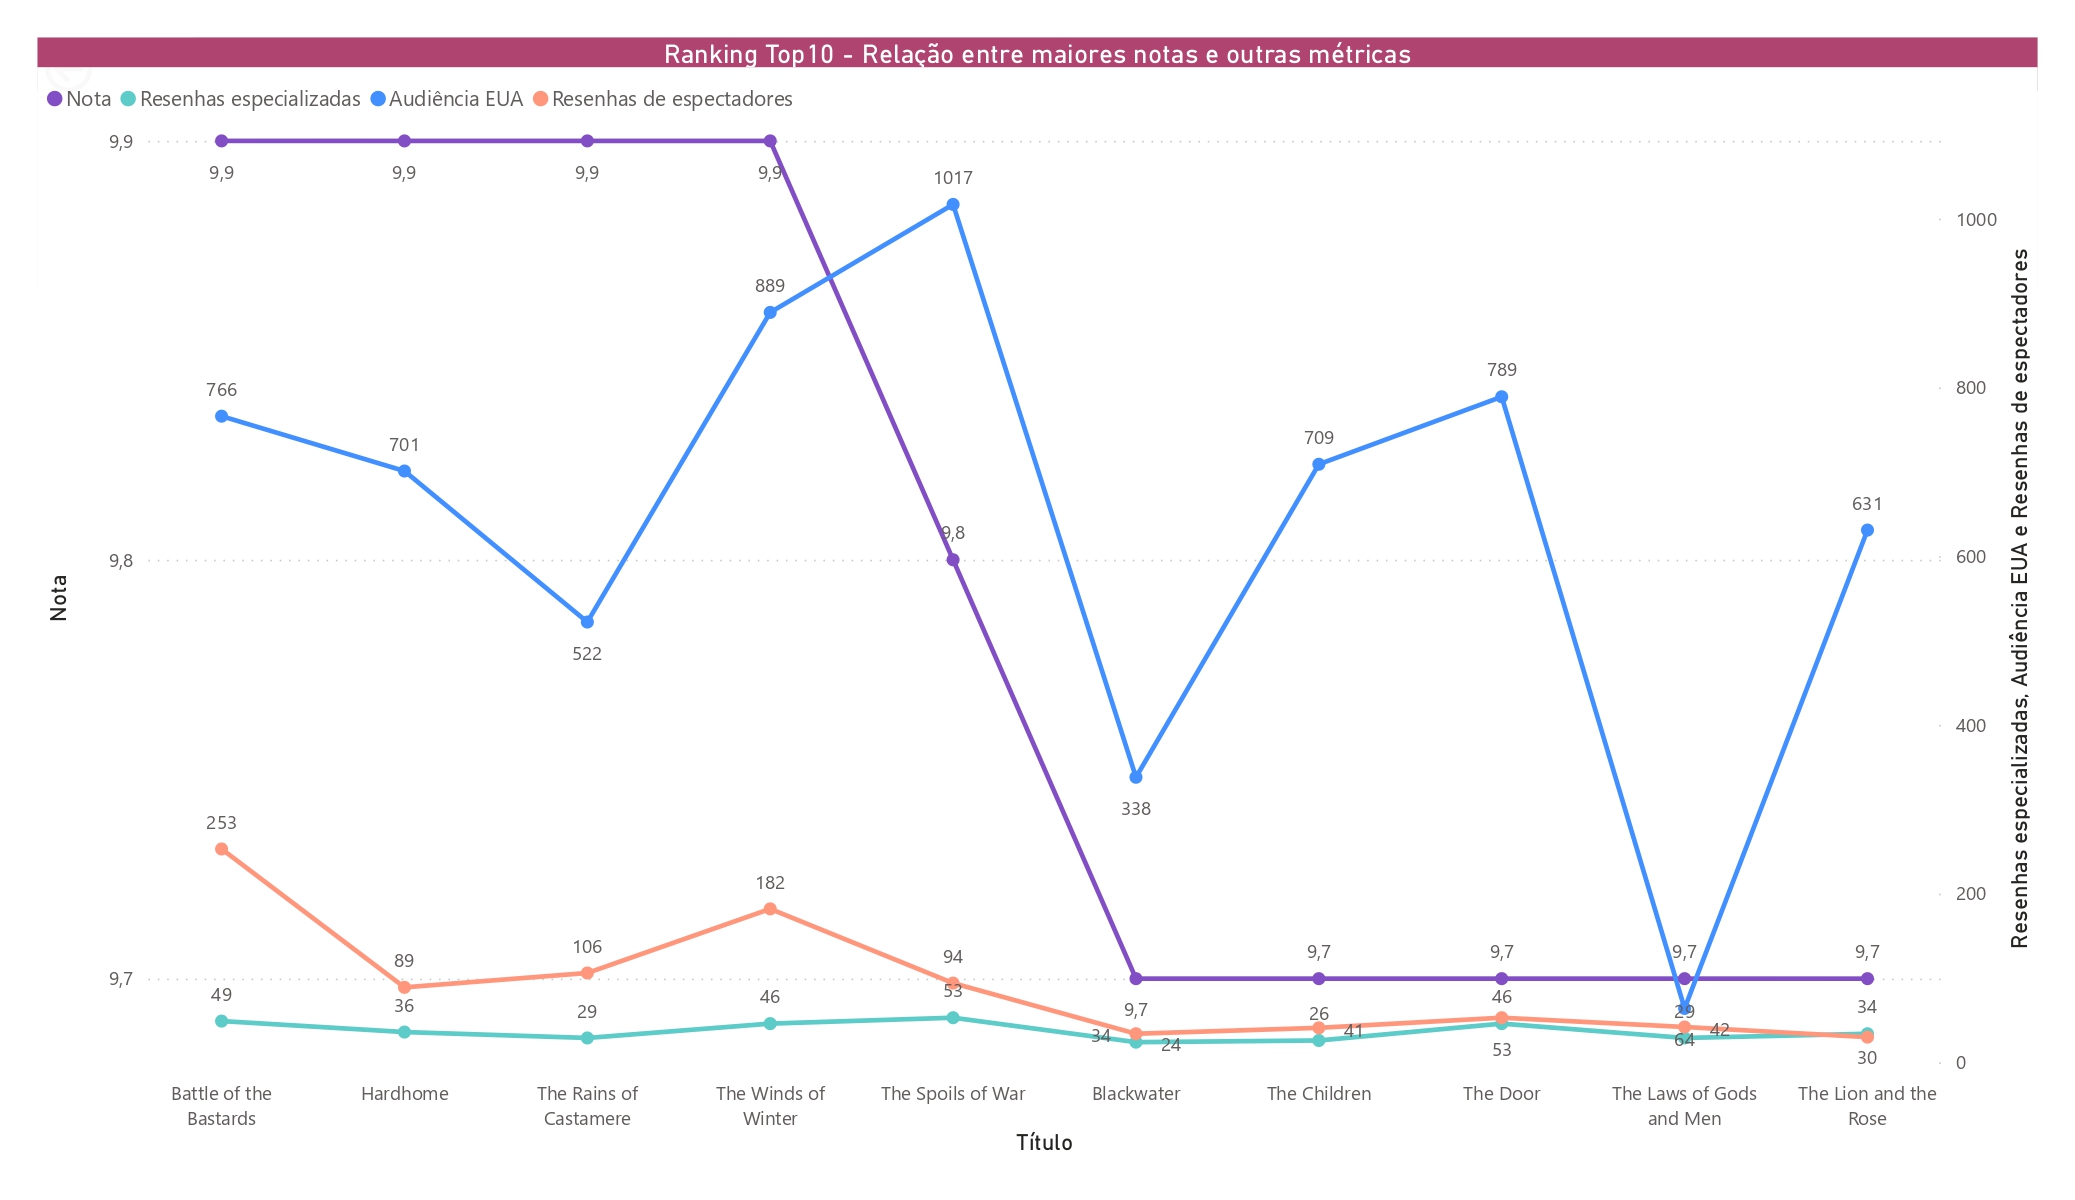 Ranking Top10 - Relação entre maiores notas e outras métricas
Nota Resenhas especializadas Audiência EUA Resenhas de espectadores
9,9
9,9 9,9 9,9 9,9
1017
1000
889
766
701
522
800
789
709
631
9,8
9,8
600
400
338
253
182
200
106
89
94
9,7
9,7 9,7 9,7 9,7
49
36
29
46
53
9,7
34
24
26
41
46
53
29
64
42
34
30
0
Nota
Resenhas especializadas, Audiência EUA e Resenhas de espectadores
Battle of the
Bastards
Hardhome
The Rains of
Castamere
The Winds of
Winter
The Spoils of War
Blackwater
The Children
The Door
The Laws of Gods
and Men
The Lion and the
Rose
Título